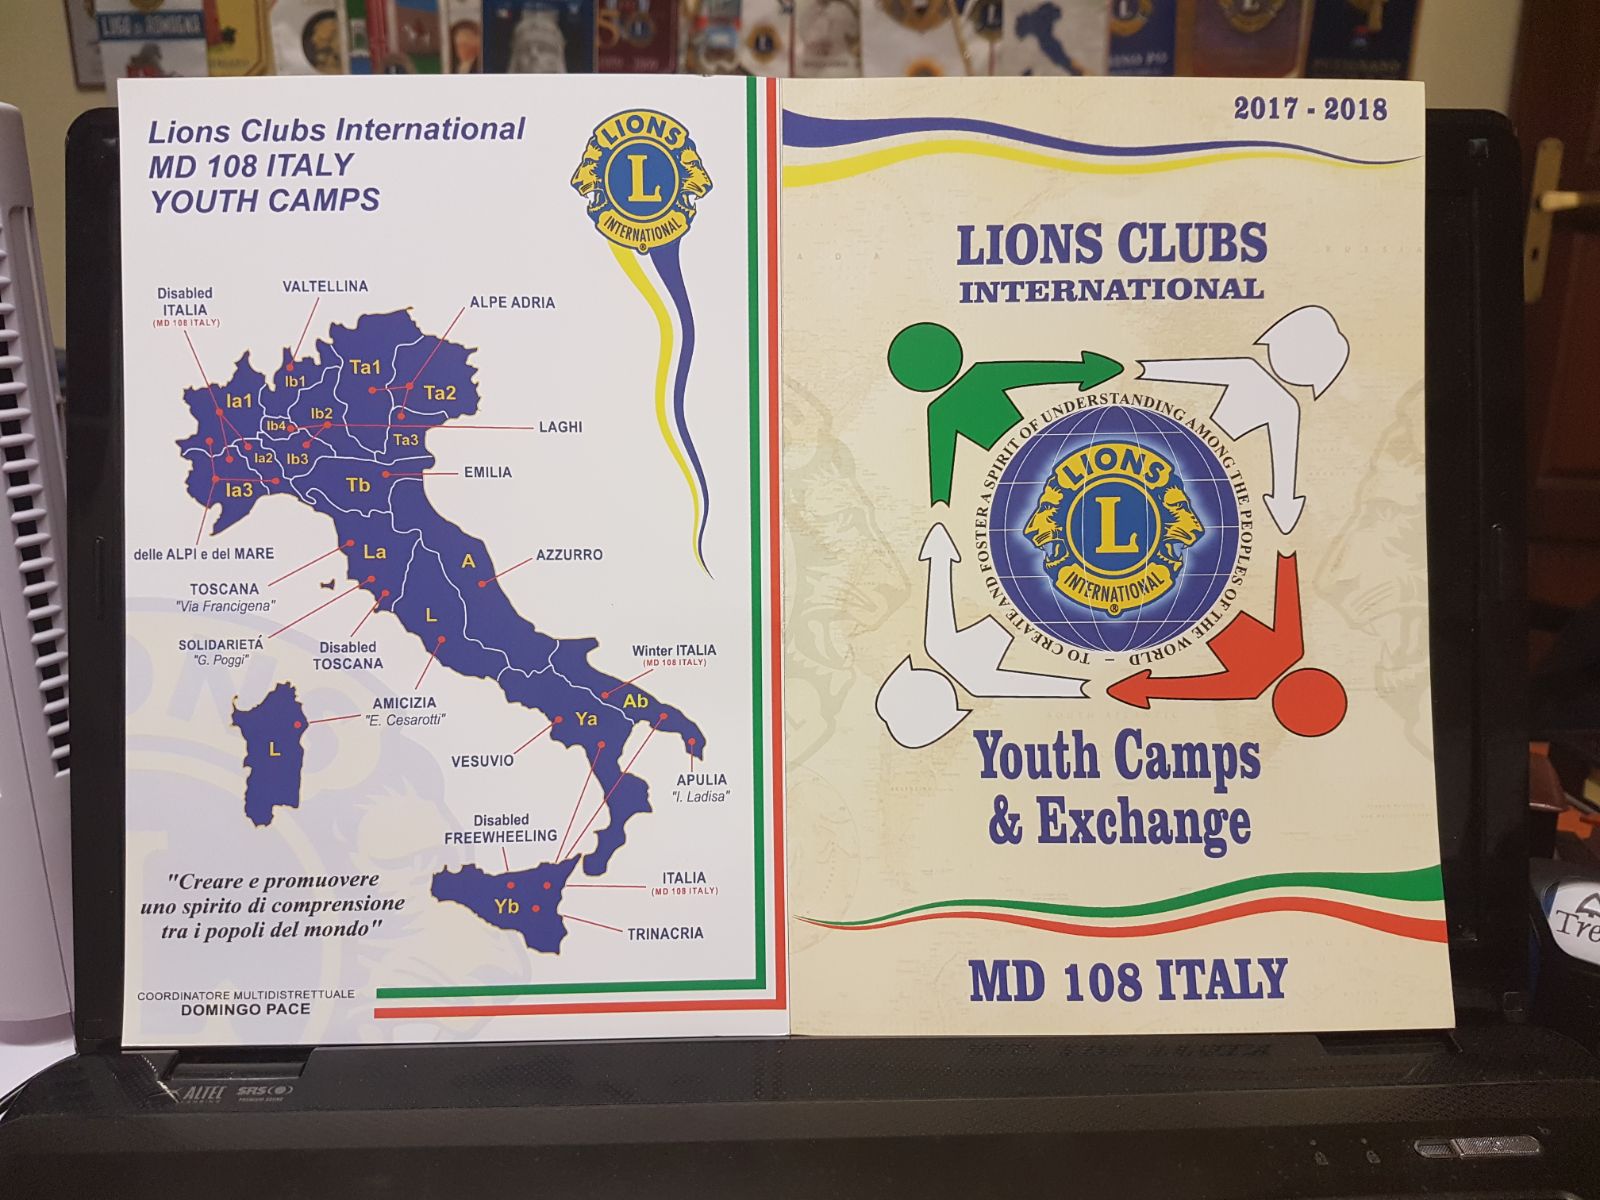 Lions Clubs International
MD 108 ITALY
YOUTH CAMPS
LIONS
L
INTERNATIONAL
®
Disabled
ITALIA
(MD 108 ITALY)
VALTELLINA
ALPE ADRIA
Ta1
Ib1
Ta2
Ia1
Ib2
Ib4
LAGHI
Ta3
Ia2
Ib3
EMILIA
Tb
Ia3
delle ALPI e del MARE
La
A
AZZURRO
TOSCANA
"Via Francigena"
L
SOLIDARIETÁ
"G. Poggi"
Disabled
TOSCANA
Winter ITALIA
(MD 108 ITALY)
AMICIZIA
"E. Cesarotti"
Ab
Ya
L
VESUVIO
APULIA
"I. Ladisa"
Disabled
FREEWHEELING
ITALIA
(MD 108 ITALY)
Yb
TRINACRIA
"Creare e promuovere
uno spirito di comprensione
tra i popoli del mondo"
COORDINATORE MULTIDISTRETTUALE
DOMINGO PACE
2017 - 2018
LIONS CLUBS
INTERNATIONAL
TO CREATE AND FOSTER A SPIRIT OF UNDERSTANDING AMONG THE PEOPLES OF THE WORLD –
LIONS
L
INTERNATIONAL
®
Youth Camps
& Exchange
MD 108 ITALY
ALTEC
SRS
PREMIUM SOUND